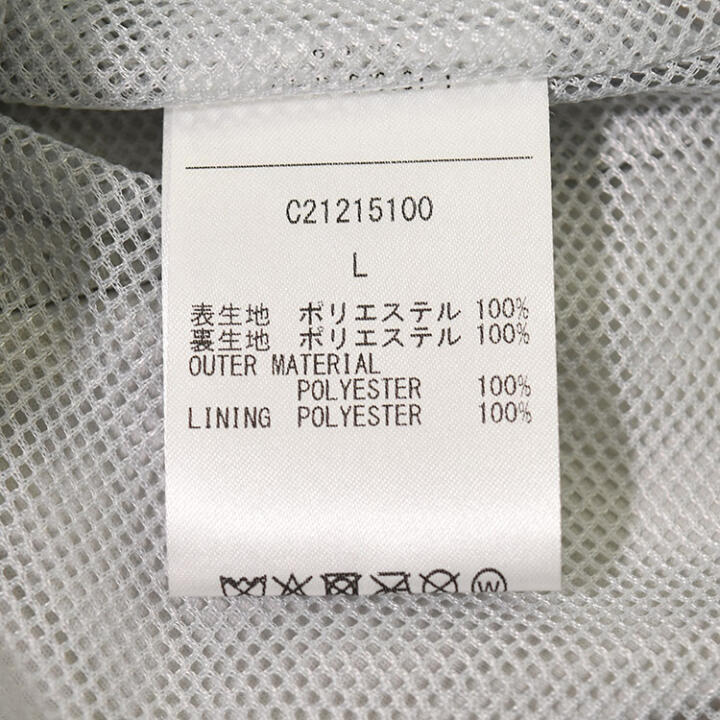 C21215100
L
表生地 ポリエステル 100%
裏生地 ポリエステル 100%
OUTER MATERIAL
POLYESTER 100%
LINING POLYESTER 100%
W